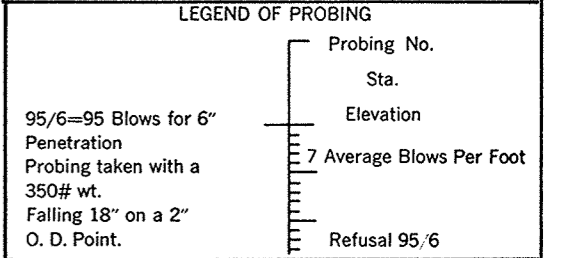 LEGEND OF PROBING
Probing No.
Sta.
Elevation
95/6=95 Blows for 6"
Penetration
Probing taken with a
350# wt.
Falling 18" on a 2"
O. D. Point.
7 Average Blows Per Foot
Refusal 95/6